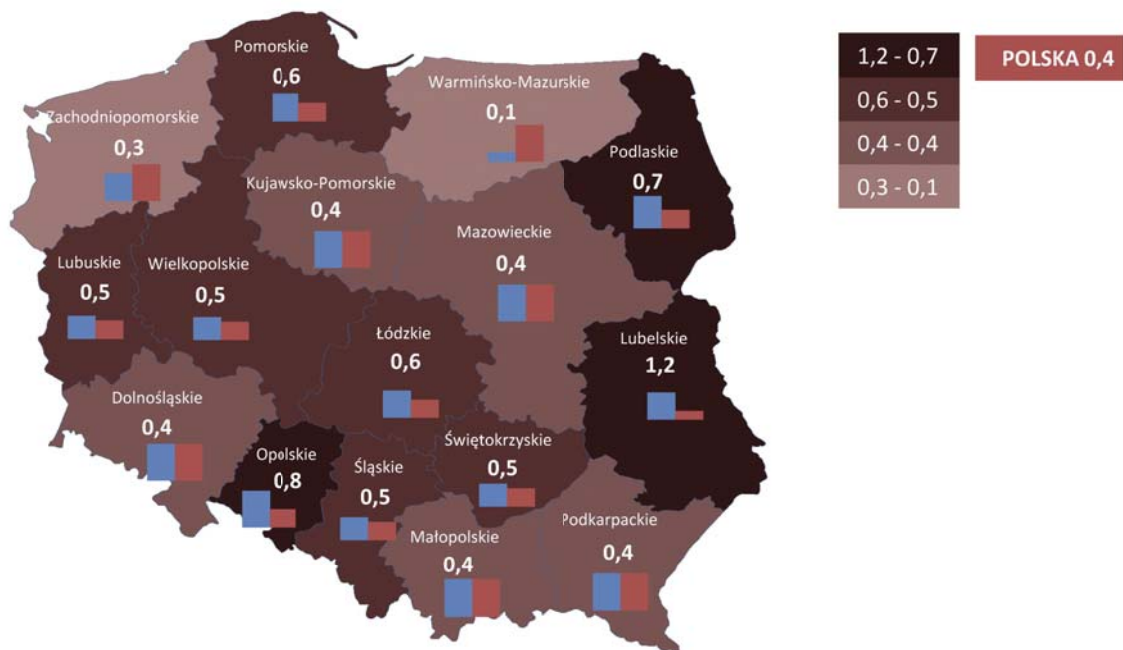 Pomorskie
0,6
Warmińsko-Mazurskie
0,1
Zachodniopomorskie
0,3
Podlaskie
0,7
Kujawsko-Pomorskie
0,4
Mazowieckie
0,4
Lubuskie
0,5
Wielkopolskie
0,5
Łódzkie
0,6
Lubelskie
1,2
Dolnośląskie
0,4
Opolskie
0,8
Śląskie
0,5
Świętokrzyskie
0,5
Małopolskie
0,4
Podkarpackie
0,4
1,2 - 0,7
0,6 - 0,5
0,4 - 0,4
0,3 - 0,1
POLSKA 0,4